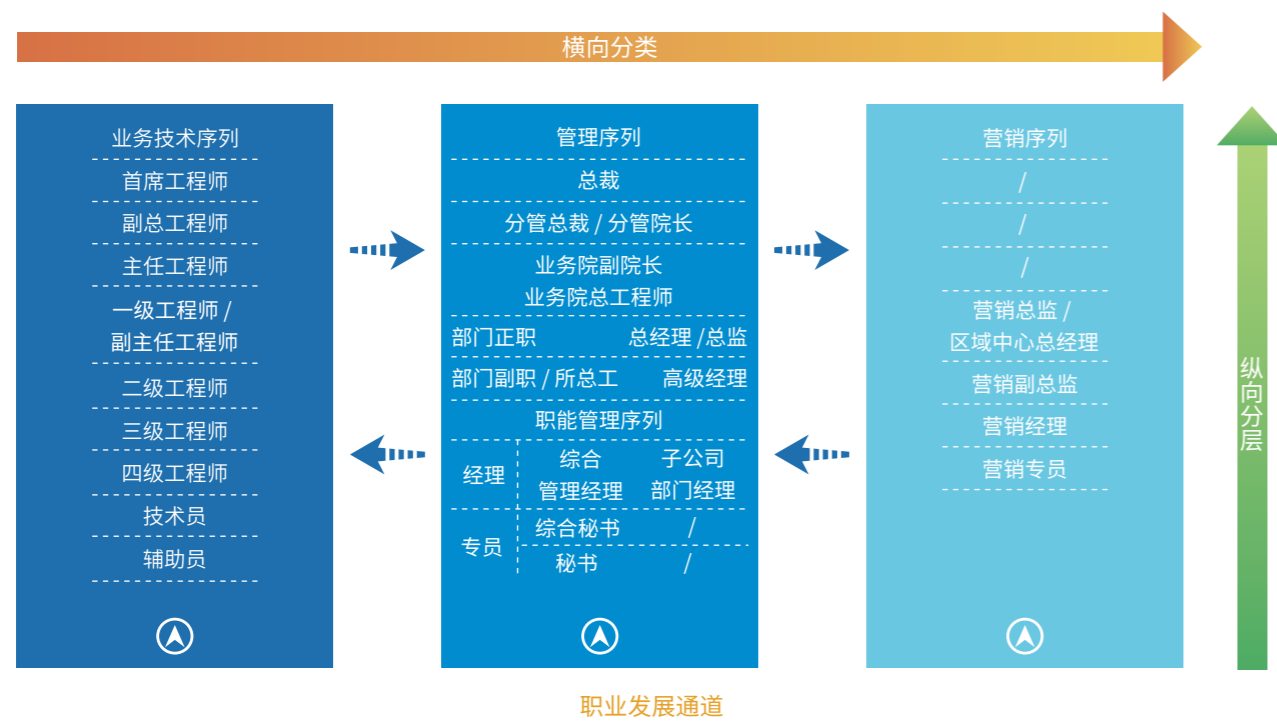 横向分类
业务技术序列
首席工程师
副总工程师
主任工程师
一级工程师 /
副主任工程师
二级工程师
三级工程师
四级工程师
技术员
辅助员
管理序列
总裁
分管总裁 / 分管院长
业务院副院长
业务院总工程师
部门正职 总经理 /总监
部门副职 / 所总工 高级经理
职能管理序列
经理
综合 子公司
管理经理 部门经理
专员
综合秘书 /
秘书 /
营销序列
/
/
/
营销总监 /
区域中心总经理
营销副总监
营销经理
营销专员
纵向分层
职业发展通道